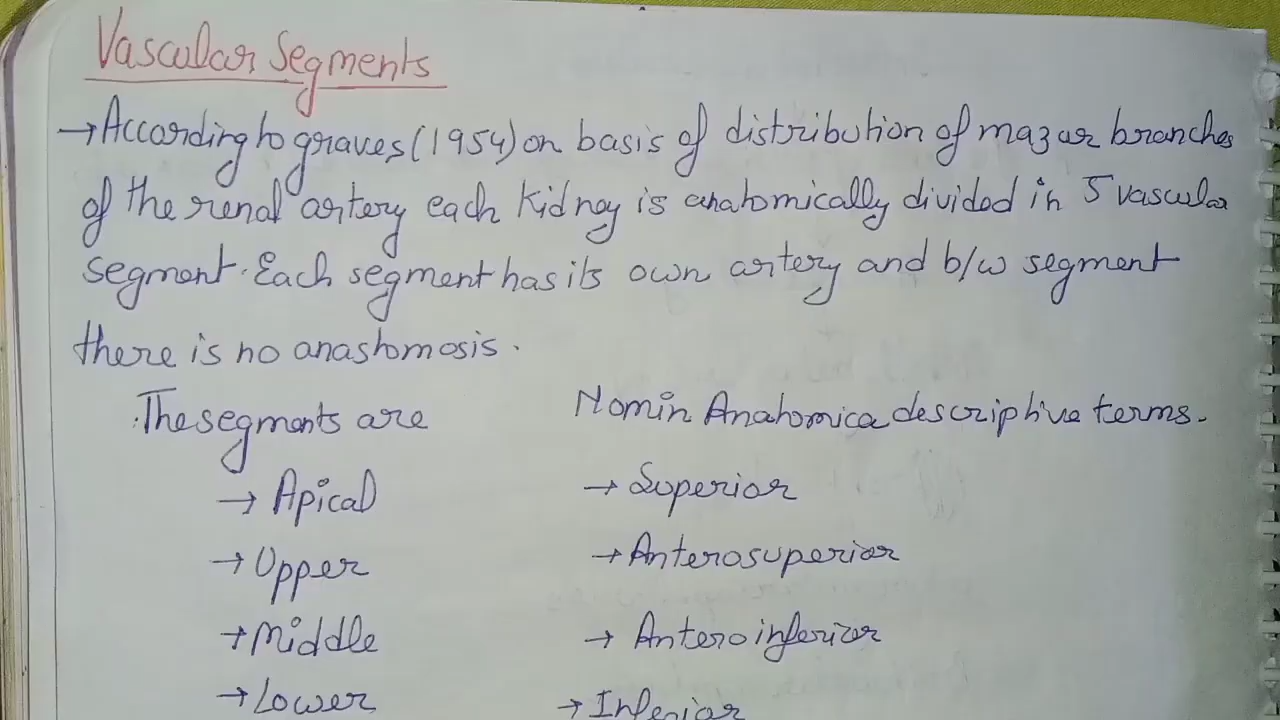 Vascular Segments
→ According to graves (1954) on basis of distribution of major branches
of the renal artery each kidney is anatomically divided in 5 vascular
segment. Each segment has its own artery and b/w segment
there is no anastomosis.
The segments are Nomin Anatomica descriptive terms.
→ Apical → Superior
→ Upper → Anterosuperior
→ Middle → Anteroinferior
→ Lower → Inferior